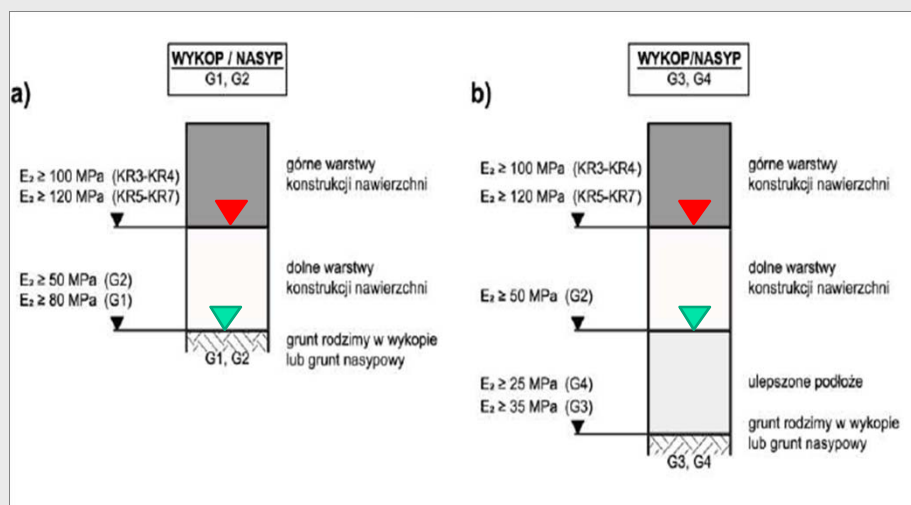 WYKOP / NASYP
G1, G2
a)
E₂ ≥ 100 MPa (KR3-KR4)
E₂ ≥ 120 MPa (KR5-KR7)
górne warstwy
konstrukcji nawierzchni
E₂ ≥ 50 MPa (G2)
E₂ ≥ 80 MPa (G1)
dolne warstwy
konstrukcji nawierzchni
G1, G2
grunt rodzimy w wykopie
lub grunt nasypowy
WYKOP/NASYP
G3, G4
b)
E₂ ≥ 100 MPa (KR3-KR4)
E₂ ≥ 120 MPa (KR5-KR7)
górne warstwy
konstrukcji nawierzchni
E₂ ≥ 50 MPa (G2)
dolne warstwy
konstrukcji nawierzchni
E₂ ≥ 25 MPa (G4)
E₂ ≥ 35 MPa (G3)
ulepszone podłoże
grunt rodzimy w wykopie
lub grunt nasypowy
G3, G4